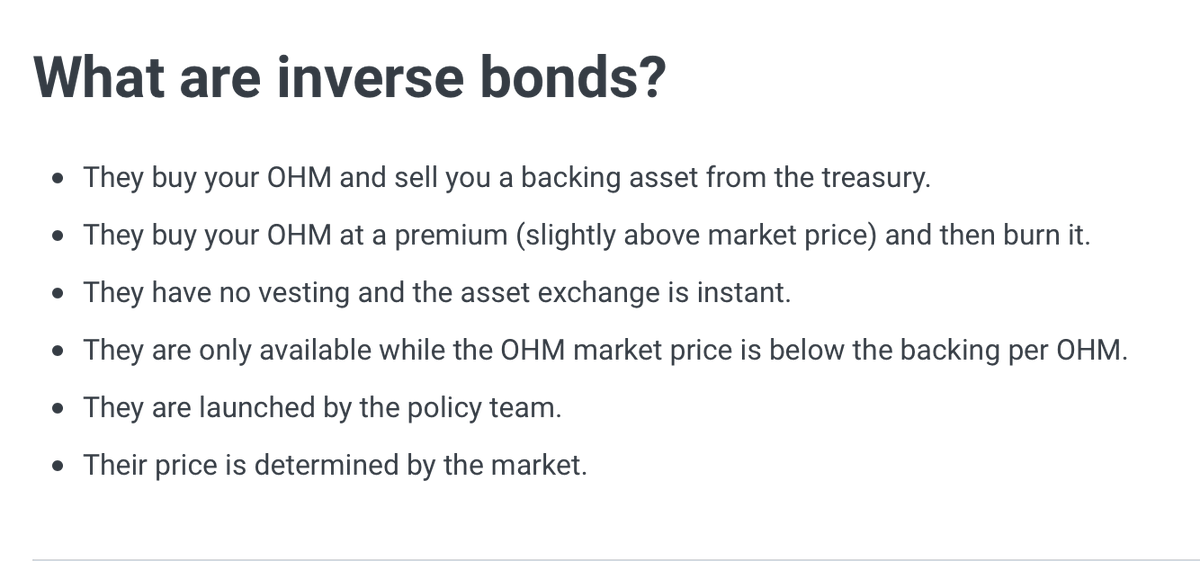 What are inverse bonds?
• They buy your OHM and sell you a backing asset from the treasury.
• They buy your OHM at a premium (slightly above market price) and then burn it.
• They have no vesting and the asset exchange is instant.
• They are only available while the OHM market price is below the backing per OHM.
• They are launched by the policy team.
• Their price is determined by the market.